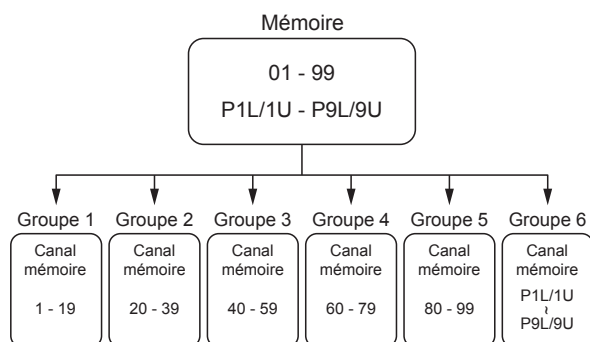 Mémoire
01 - 99
P1L/1U - P9L/9U
Groupe 1
Canal
mémoire
1 - 19
Groupe 2
Canal
mémoire
20 - 39
Groupe 3
Canal
mémoire
40 - 59
Groupe 4
Canal
mémoire
60 - 79
Groupe 5
Canal
mémoire
80 - 99
Groupe 6
Canal
mémoire
P1L/1U
~
P9L/9U